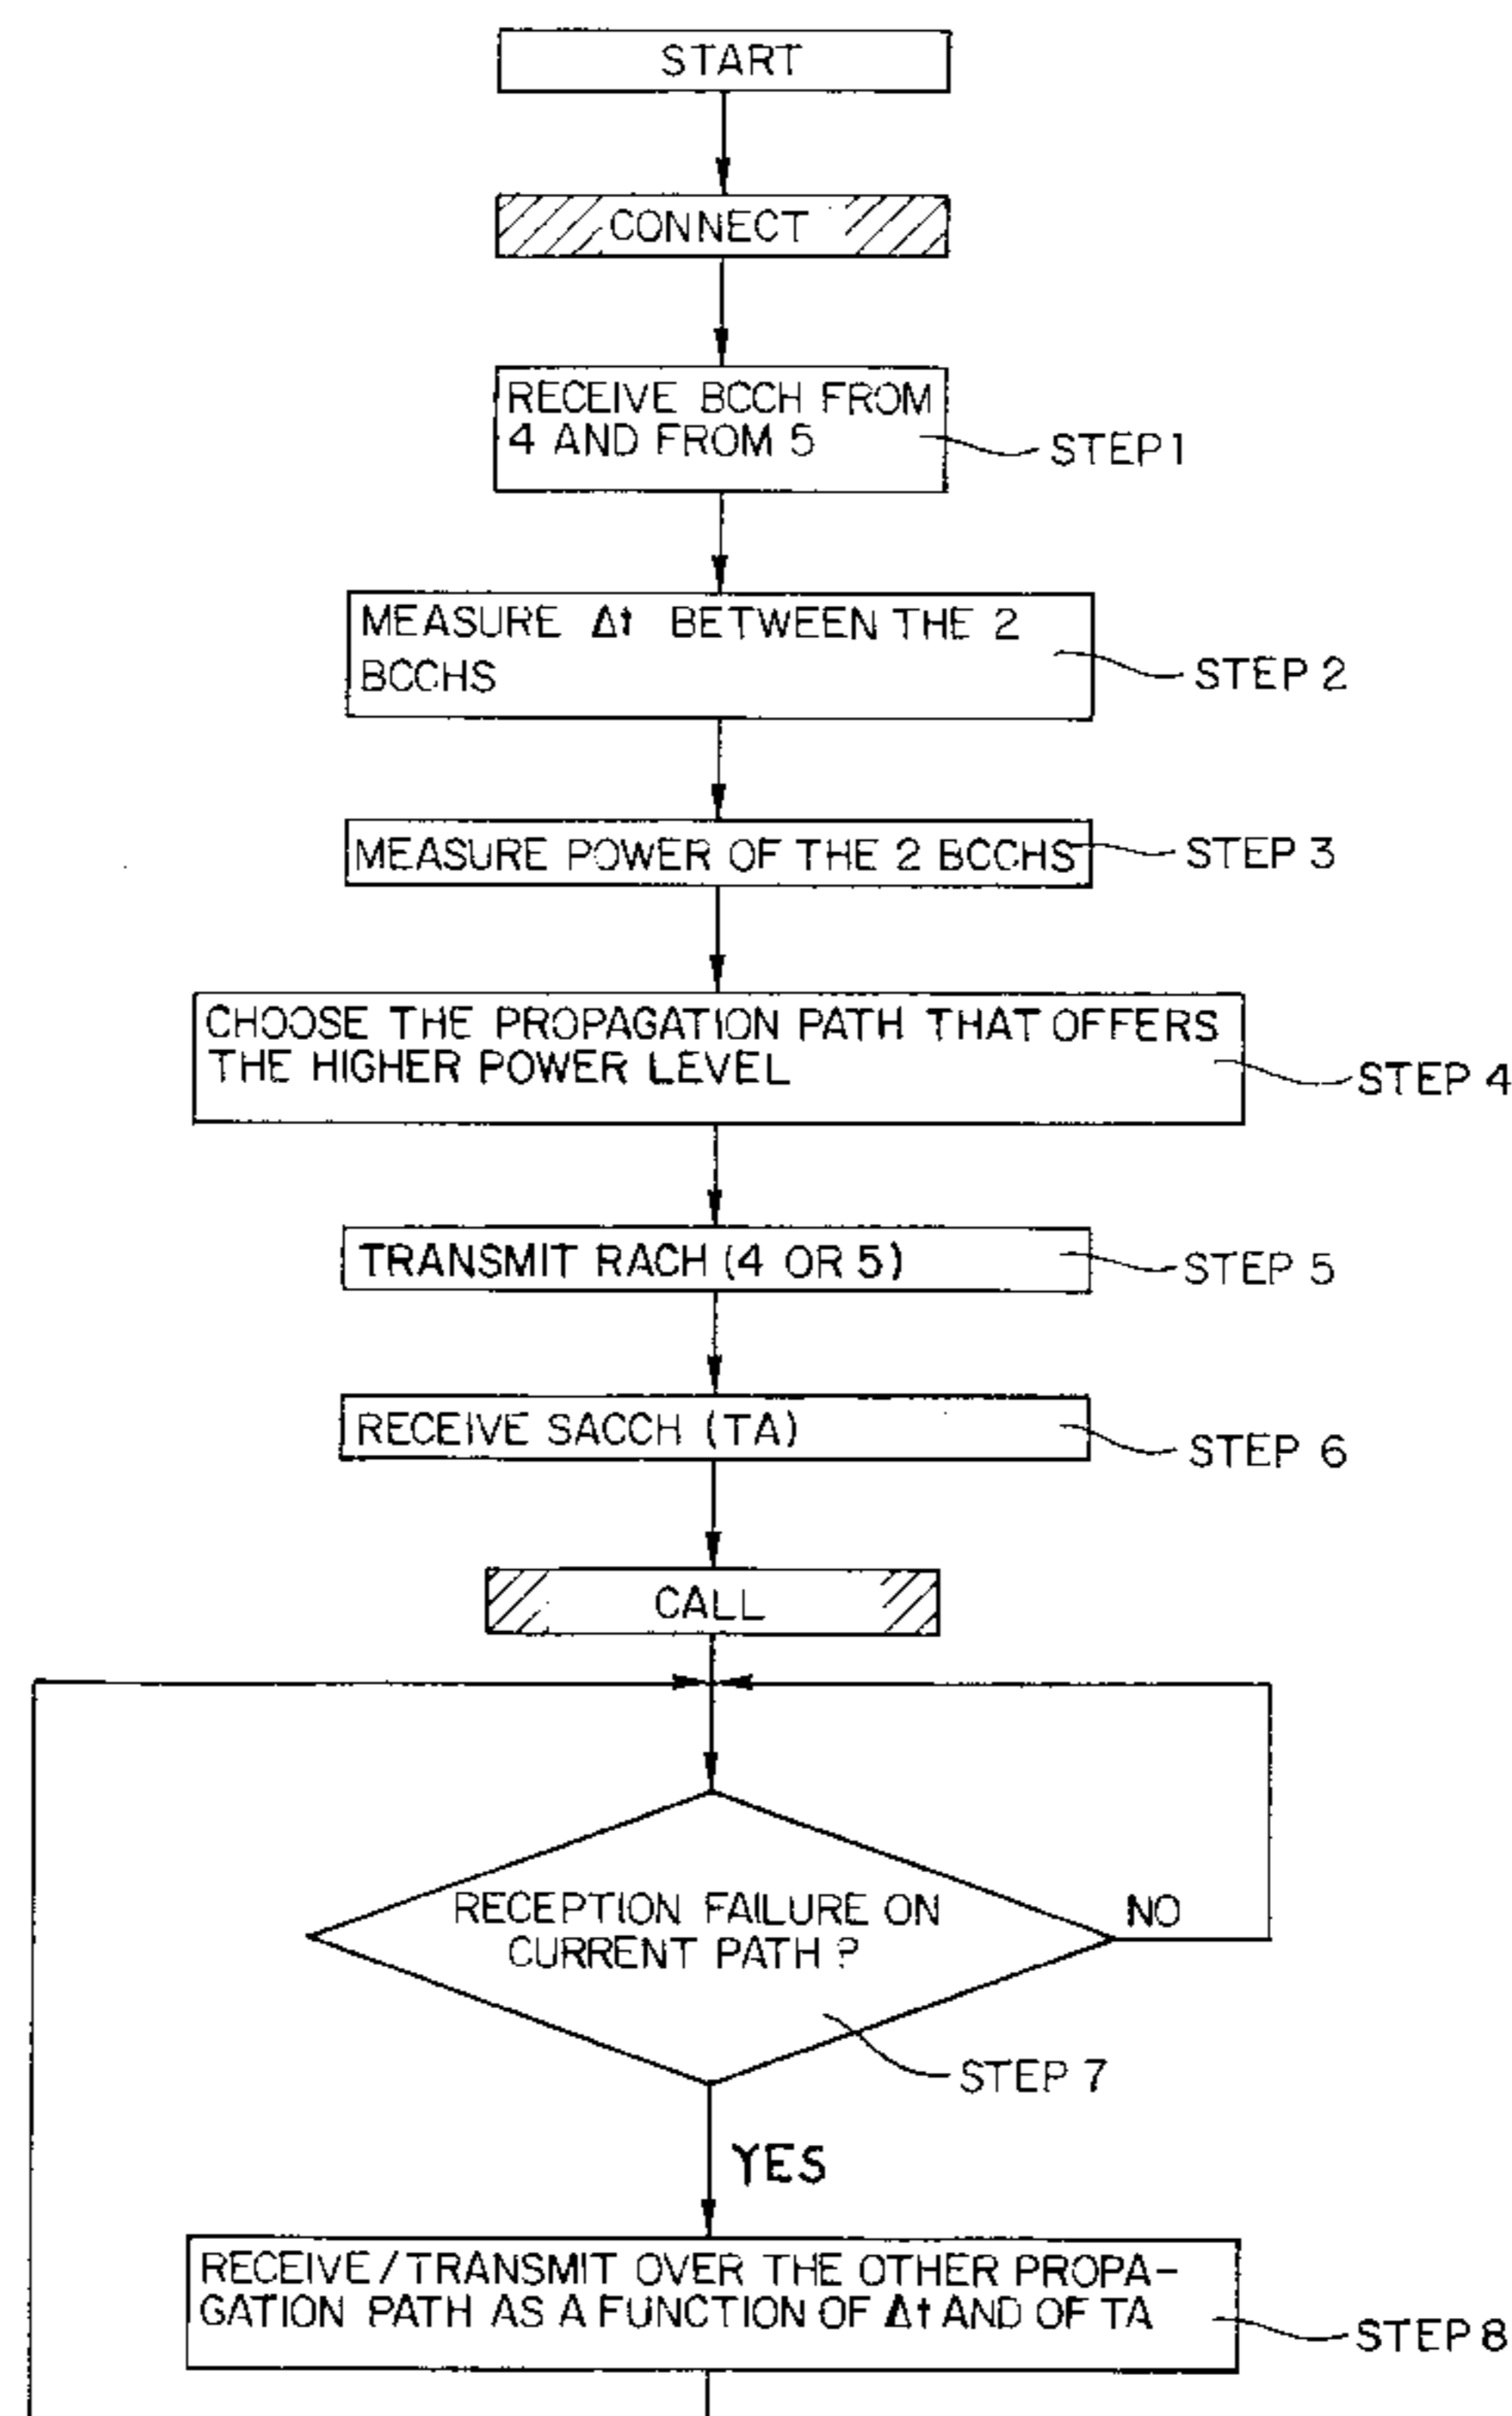 START
CONNECT
RECEIVE BCCH FROM
4 AND FROM 5
STEP 1
MEASURE Δt BETWEEN THE 2
BCCHS
STEP 2
MEASURE POWER OF THE 2 BCCHS
STEP 3
CHOOSE THE PROPAGATION PATH THAT OFFERS
THE HIGHER POWER LEVEL
STEP 4
TRANSMIT RACH (4 OR 5)
STEP 5
RECEIVE SACCH (TA)
STEP 6
CALL
RECEPTION FAILURE ON
CURRENT PATH ?
NO
STEP 7
YES
RECEIVE / TRANSMIT OVER THE OTHER PROPA-
GATION PATH AS A FUNCTION OF Δt AND OF TA
STEP 8